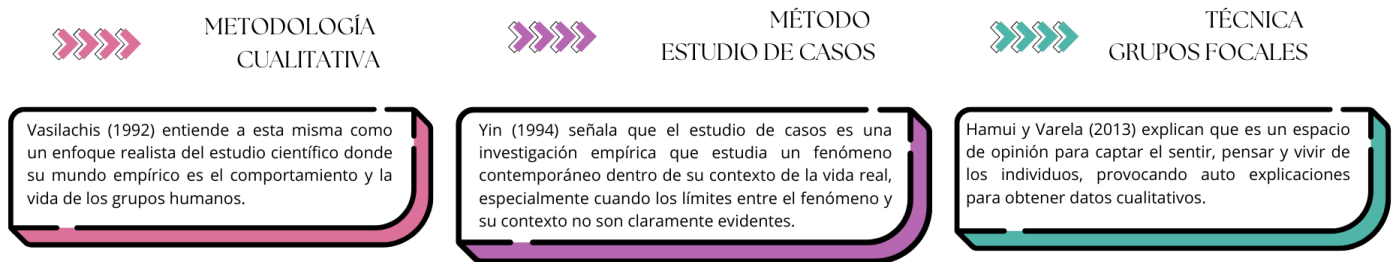 METODOLOGÍA
CUALITATIVA
Vasilachis (1992) entiende a esta misma como
un enfoque realista del estudio científico donde
su mundo empírico es el comportamiento y la
vida de los grupos humanos.
MÉTODO
ESTUDIO DE CASOS
Yin (1994) señala que el estudio de casos es una
investigación empírica que estudia un fenómeno
contemporáneo dentro de su contexto de la vida real,
especialmente cuando los límites entre el fenómeno y
su contexto no son claramente evidentes.
TÉCNICA
GRUPOS FOCALES
Hamui y Varela (2013) explican que es un espacio
de opinión para captar el sentir, pensar y vivir de
los individuos, provocando auto explicaciones
para obtener datos cualitativos.